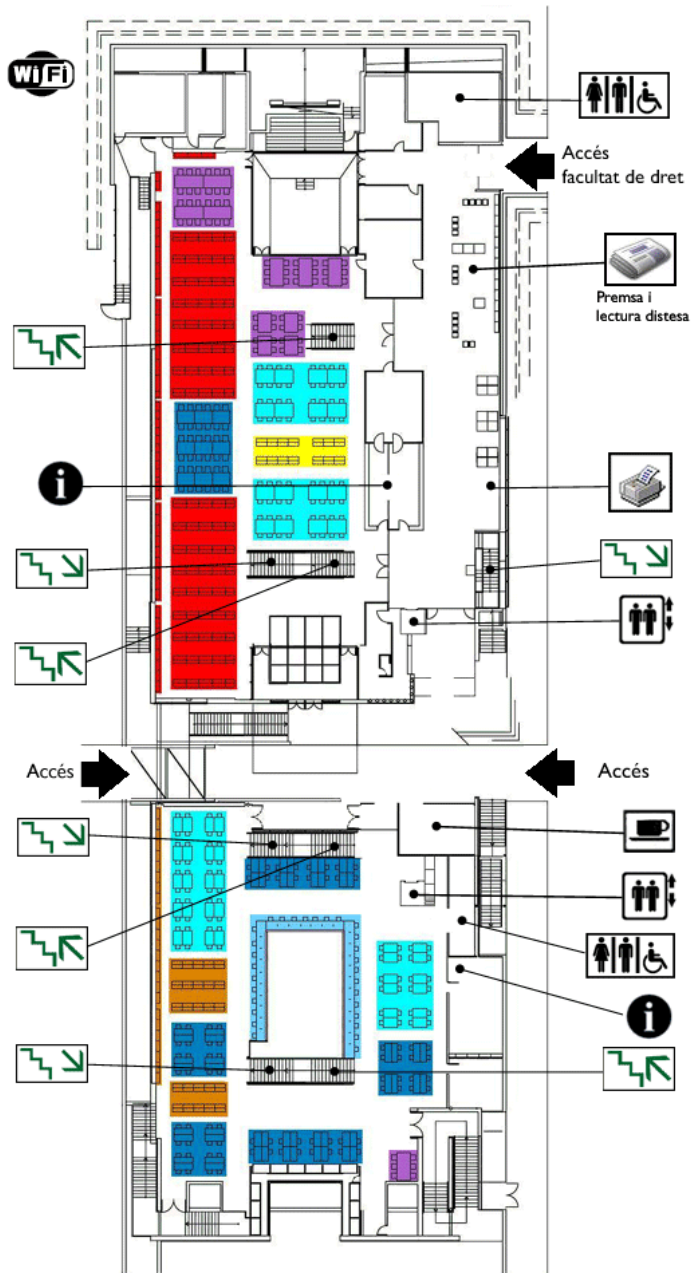 WiFi
Accés
facultat de dret
Premsa i
lectura distesa
i
Accés
Accés
i